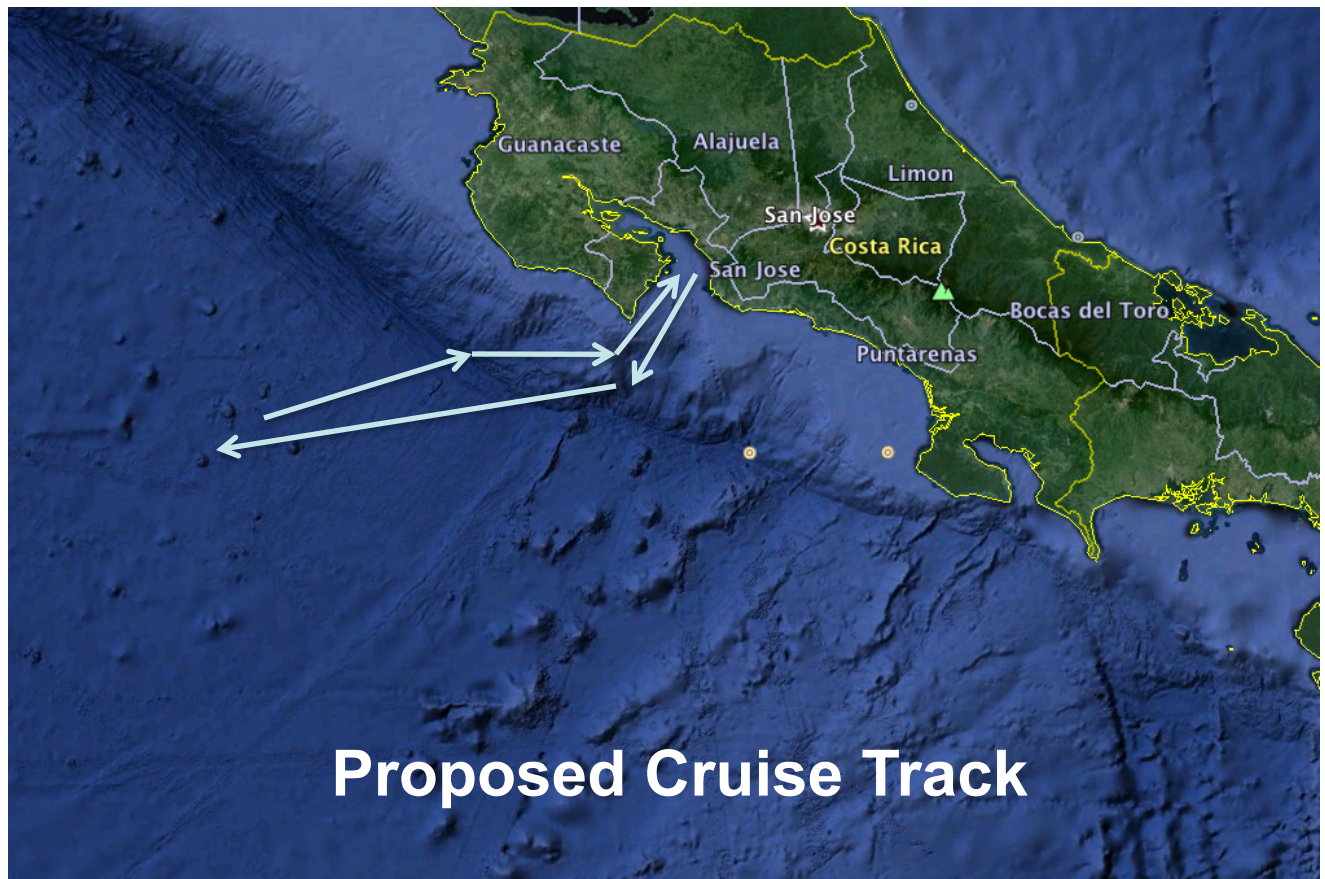 Guanacaste
Alajuela
Limon
San Jose
Costa Rica
San Jose
Bocas del Toro
Puntarenas
Proposed Cruise Track